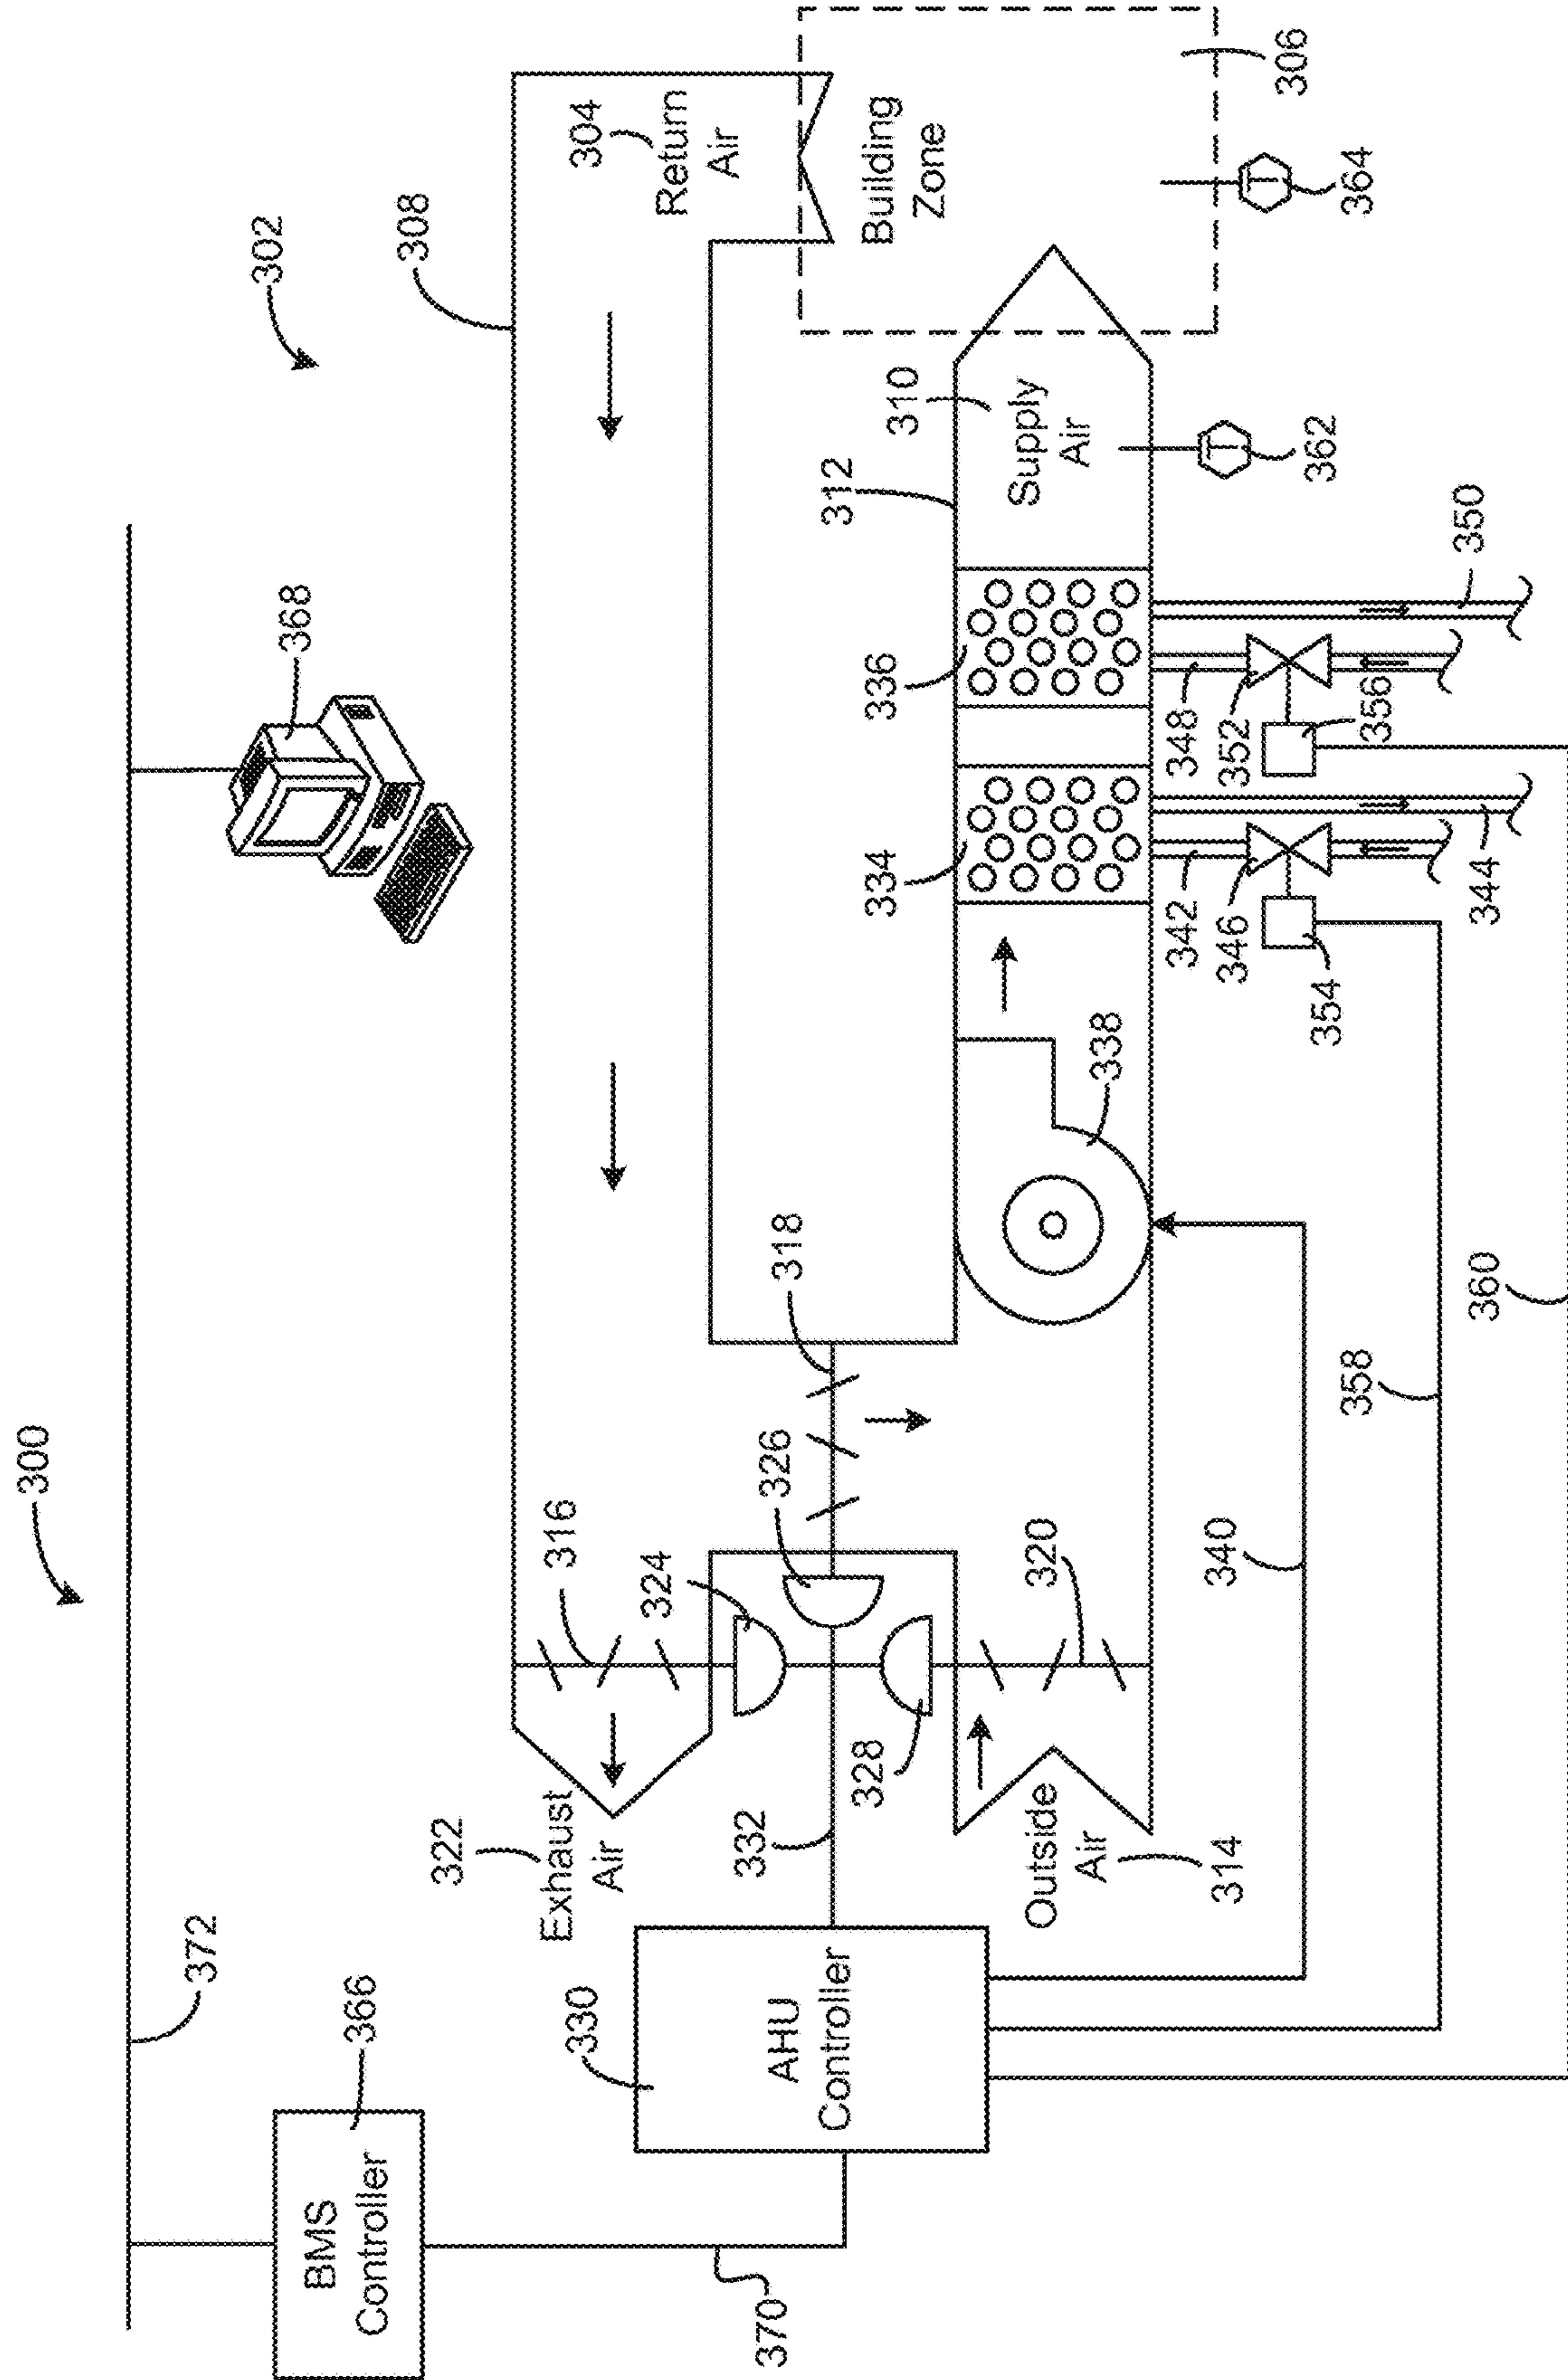 300
372
BMS
Controller
366
368
302
308
370
322
Exhaust
Air
316
304
Return
Air
330
AHU
Controller
332
324
326
318
328
Building
Zone
306
312
310
Supply
Air
Outside
Air
314
320
338
334
336
340
342
346
354
348
352
356
344
350
362
364
358
360